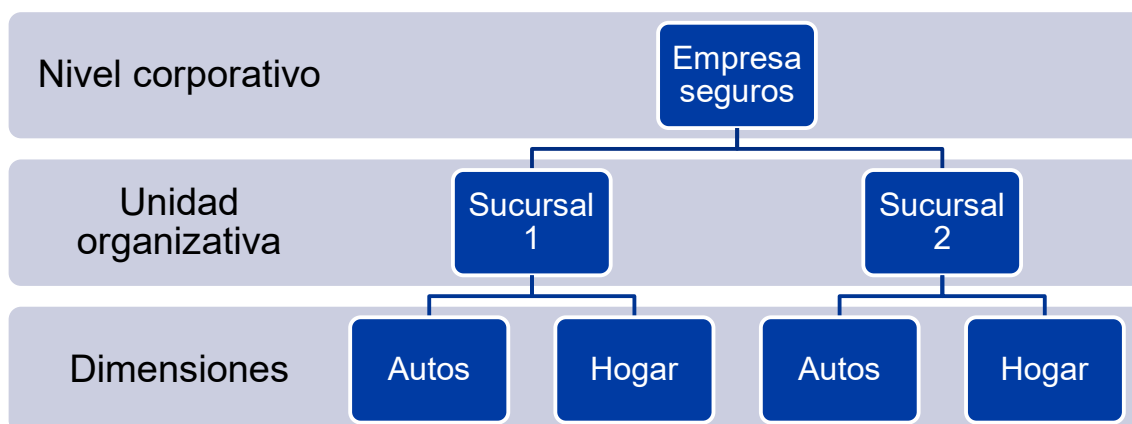 Nivel corporativo
Empresa
seguros
Unidad
organizativa
Sucursal
1
Sucursal
2
Dimensiones
Autos
Hogar
Autos
Hogar